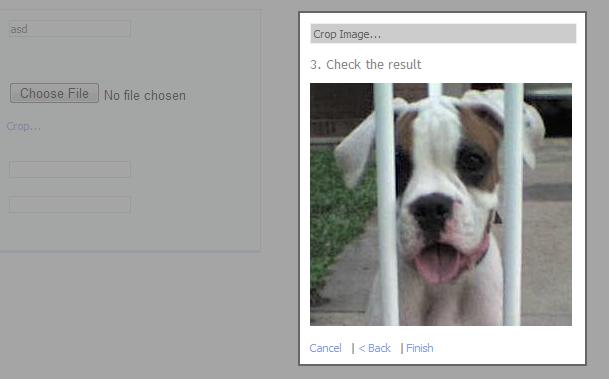 asd
Choose File No file chosen
Crop...
Crop Image...
3. Check the result
Cancel | < Back | Finish